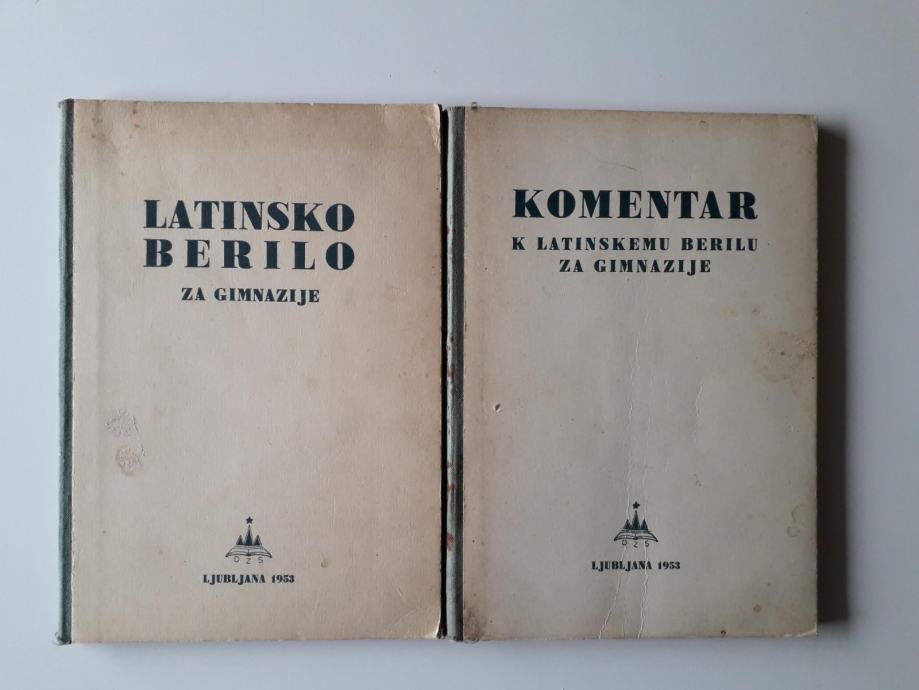 LATINSKO
BERILO
ZA GIMNAZIJE
DZS
LJUBLJANA 1953
KOMENTAR
K LATINSKEMU BERILU
ZA GIMNAZIJE
DZS
LJUBLJANA 1953